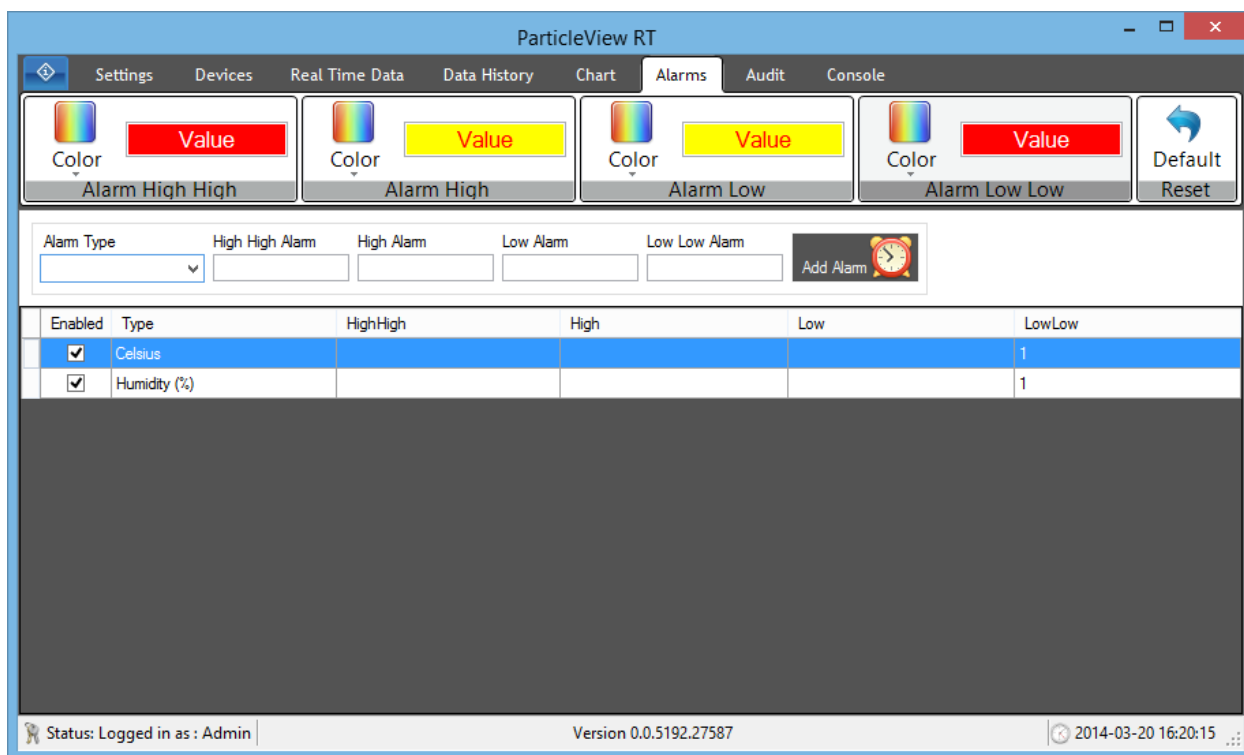 ParticleView RT
Settings Devices Real Time Data Data History Chart Alarms Audit Console
Value Value Value Value
Color Color Color Color Default
Alarm High High Alarm High Alarm Low Alarm Low Low Reset
Alarm Type High High Alarm High Alarm Low Alarm Low Low Alarm
Add Alarm
Enabled Type HighHigh High Low LowLow
Celsius 1
Humidity (%) 1
Status: Logged in as : Admin Version 0.0.5192.27587 2014-03-20 16:20:15